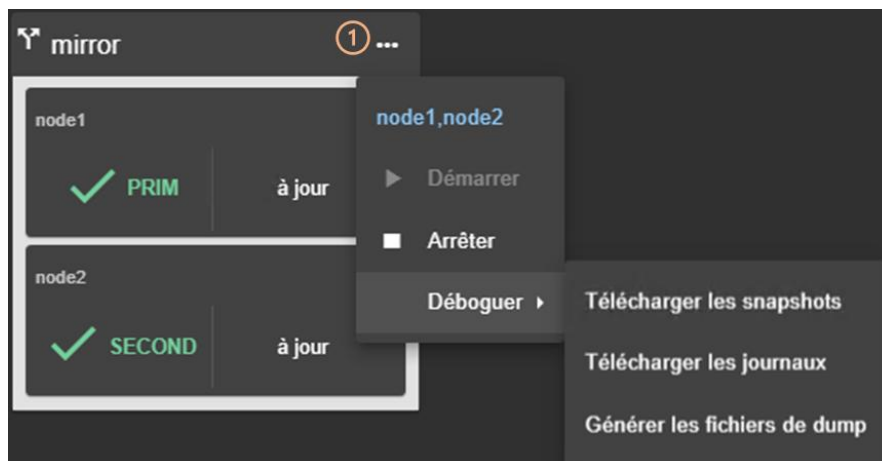 mirror
1 ...
node1
PRIM
à jour
node2
SECOND
à jour
node1,node2
Démarrer
Arrêter
Déboguer
Télécharger les snapshots
Télécharger les journaux
Générer les fichiers de dump